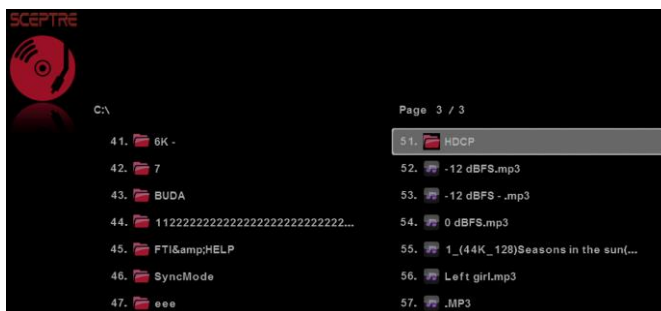 SCEPTRE
C:\
Page 3 / 3
41. 6K -
42. 7
43. BUDA
44. 1122222222222222222222222222...
45. FTI&amp;HELP
46. SyncMode
47. eee
51. HDCP
52. -12 dBFS.mp3
53. -12 dBFS - .mp3
54. 0 dBFS.mp3
55. 1_(44K_128)Seasons in the sun(...
56. Left girl.mp3
57. .MP3